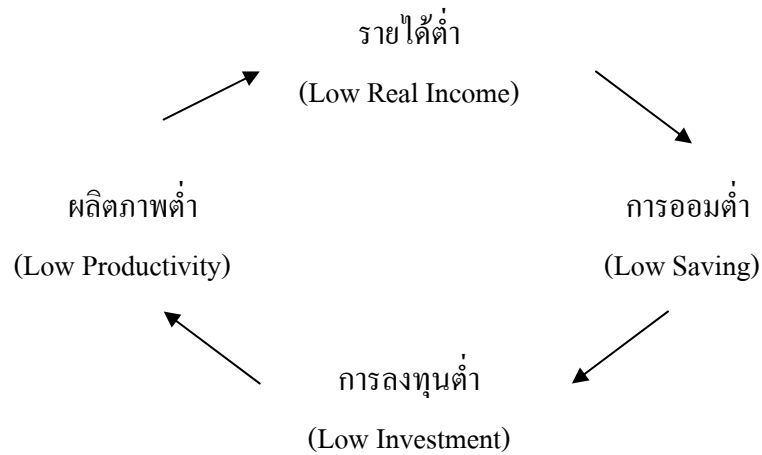 รายได้ต่ำ
(Low Real Income)
ผลิตภาพต่ำ
(Low Productivity)
การออมต่ำ
(Low Saving)
การลงทุนต่ำ
(Low Investment)